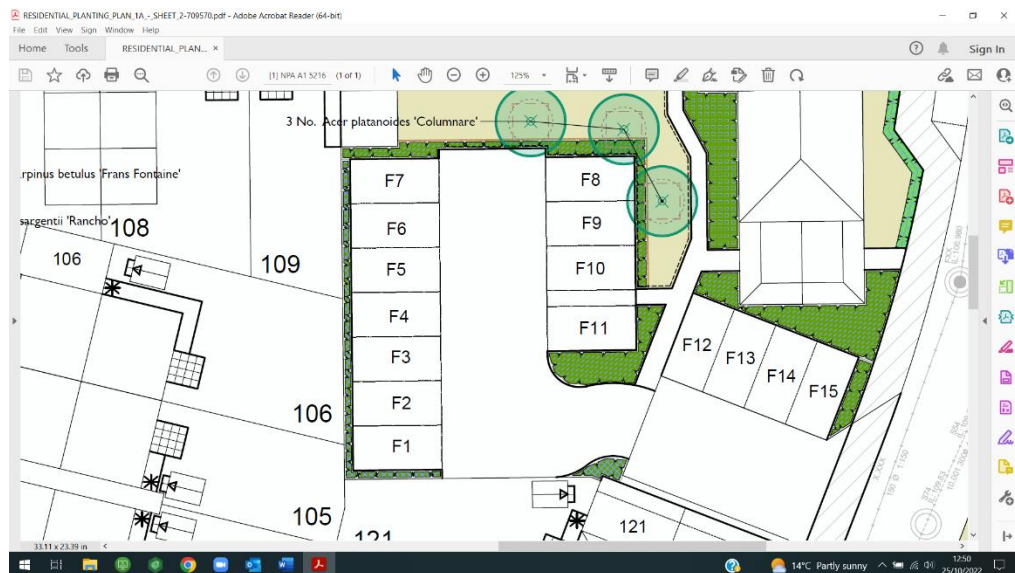 RESIDENTIAL_PLANTING_PLAN_1A_-_SHEET_2-709570.pdf - Adobe Acrobat Reader (64-bit)
File Edit View Sign Window Help
Home Tools RESIDENTIAL_PLAN... × Sign In
[1] NPA A1 5216 (1 of 1) 125%
3 No. Acer platanoides 'Columnare'
rpinus betulus 'Frans Fontaine'
sargentii 'Rancho'
108
106
109
F7
F8
F6
F9
F5
F10
F4
F11
F3
F12
F13
F14
F15
F2
F1
106
105
121
121
33.11 x 23.39 in
14°C Partly sunny
12:50
25/10/2022